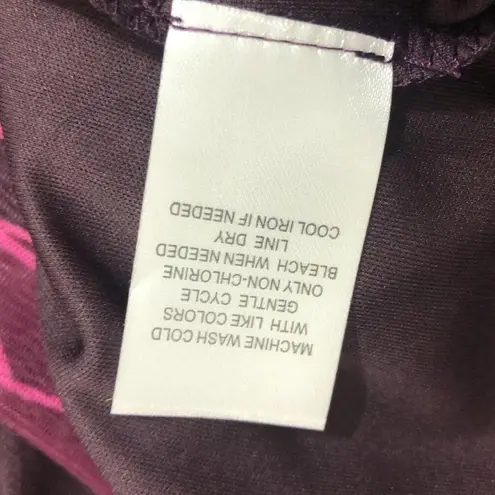 MACHINE WASH COLD
WITH LIKE COLORS
GENTLE CYCLE
ONLY NON-CHLORINE
BLEACH WHEN NEEDED
LINE DRY
COOL IRON IF NEEDED